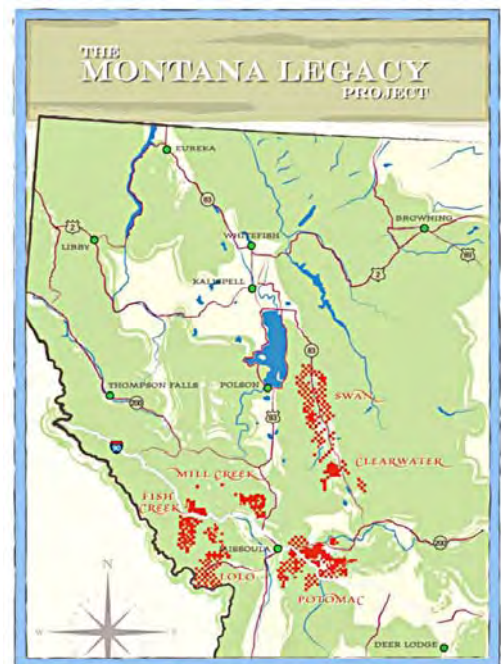 THE
MONTANA LEGACY
PROJECT
EUREKA
83
BROWNING
2
LIBBY
WHITEFISH
89
2
KALISPELL
83
THOMPSON FALLS
200
POLSON
SWAN
93
90
CLEARWATER
MILL CREEK
FISH
CREEK
200
MISSOULA
LOLO
POTOMAC
N
W
E
S
DEER LODGE